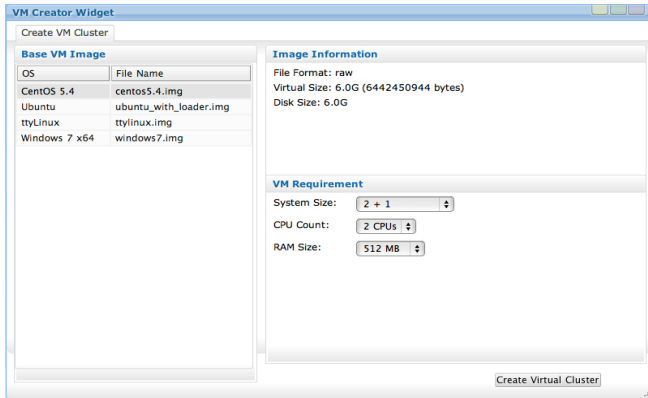 VM Creator Widget
Create VM Cluster
Base VM Image
OS File Name
CentOS 5.4 centos5.4.img
Ubuntu ubuntu_with_loader.img
ttyLinux ttylinux.img
Windows 7 x64 windows7.img
Image Information
File Format: raw
Virtual Size: 6.0G (6442450944 bytes)
Disk Size: 6.0G
VM Requirement
System Size: 2 + 1
CPU Count: 2 CPUs
RAM Size: 512 MB
Create Virtual Cluster